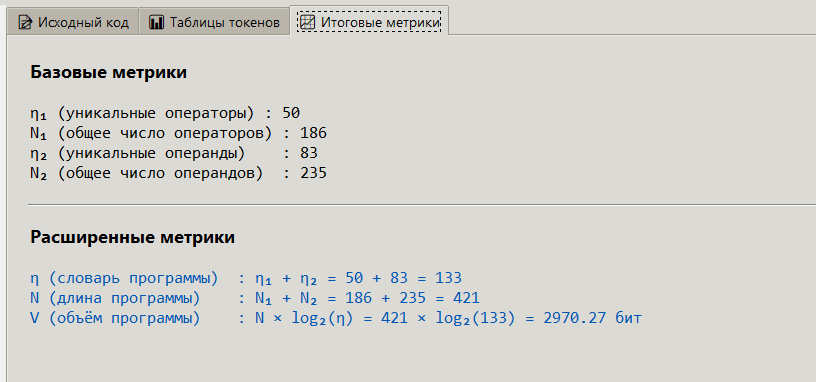 Исходный код Таблицы токенов Итоговые метрики
Базовые метрики
η₁ (уникальные операторы) : 50
N₁ (общее число операторов) : 186
η₂ (уникальные операнды) : 83
N₂ (общее число операндов) : 235
Расширенные метрики
η (словарь программы) : η₁ + η₂ = 50 + 83 = 133
N (длина программы) : N₁ + N₂ = 186 + 235 = 421
V (объём программы) : N × log₂(η) = 421 × log₂(133) = 2970.27 бит